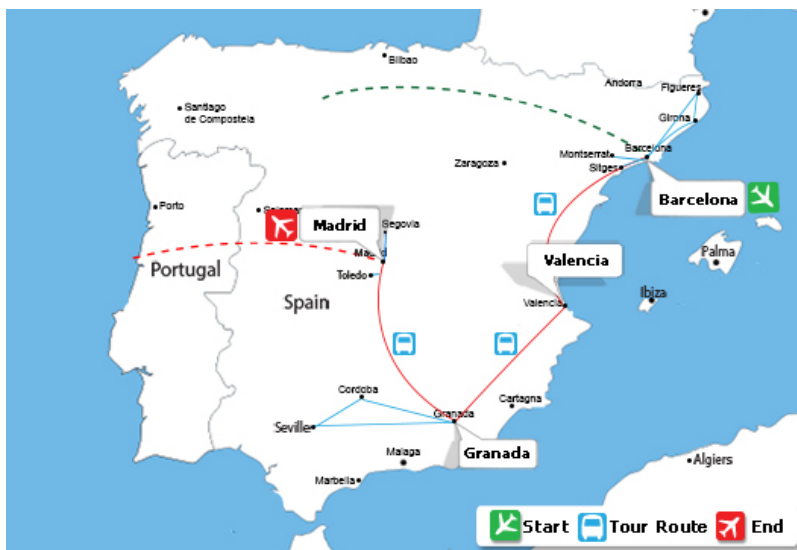 Bilbao
Andorra
Figueres
Santiago
de Compostela
Girona
Barcelona
Montserrat
Zaragoza
Sitges
Barcelona
Porto
Segovia
Madrid
Madrid
Valencia
Palma
Portugal
Toledo
Spain
Ibiza
Valencia
Cordoba
Cartagna
Granada
Seville
Malaga
Granada
Algiers
Marbella
Start Tour Route End